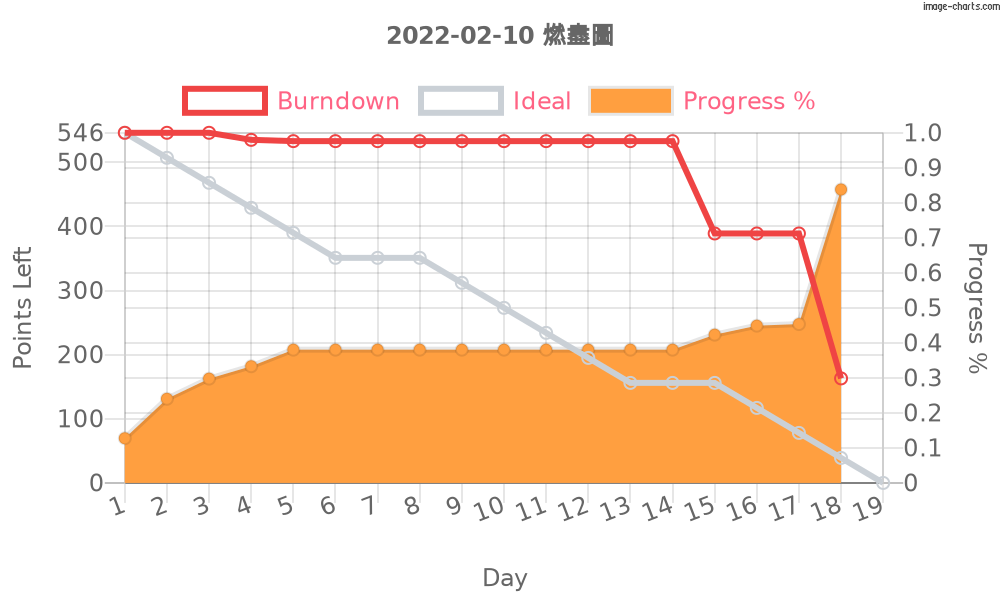 image-charts.com
2022-02-10 燃盡圖
Burndown Ideal Progress %
546 1.0
500 0.9
400 0.8
300 0.7
200 0.6
100 0.5
0 0.4
0.3
0.2
0.1
0
Points Left
Progress %
1 2 3 4 5 6 7 8 9 10 11 12 13 14 15 16 17 18 19
Day